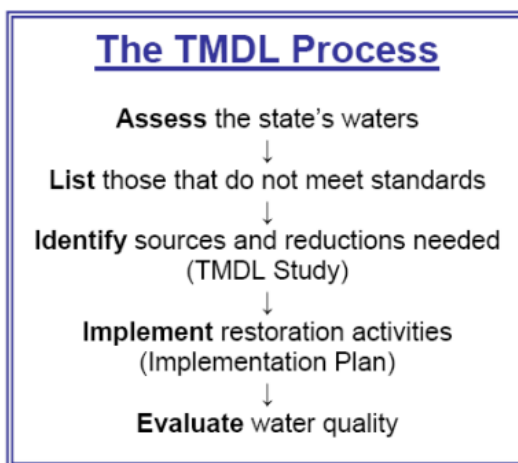 The TMDL Process
Assess the state's waters
↓
List those that do not meet standards
↓
Identify sources and reductions needed
(TMDL Study)
↓
Implement restoration activities
(Implementation Plan)
↓
Evaluate water quality